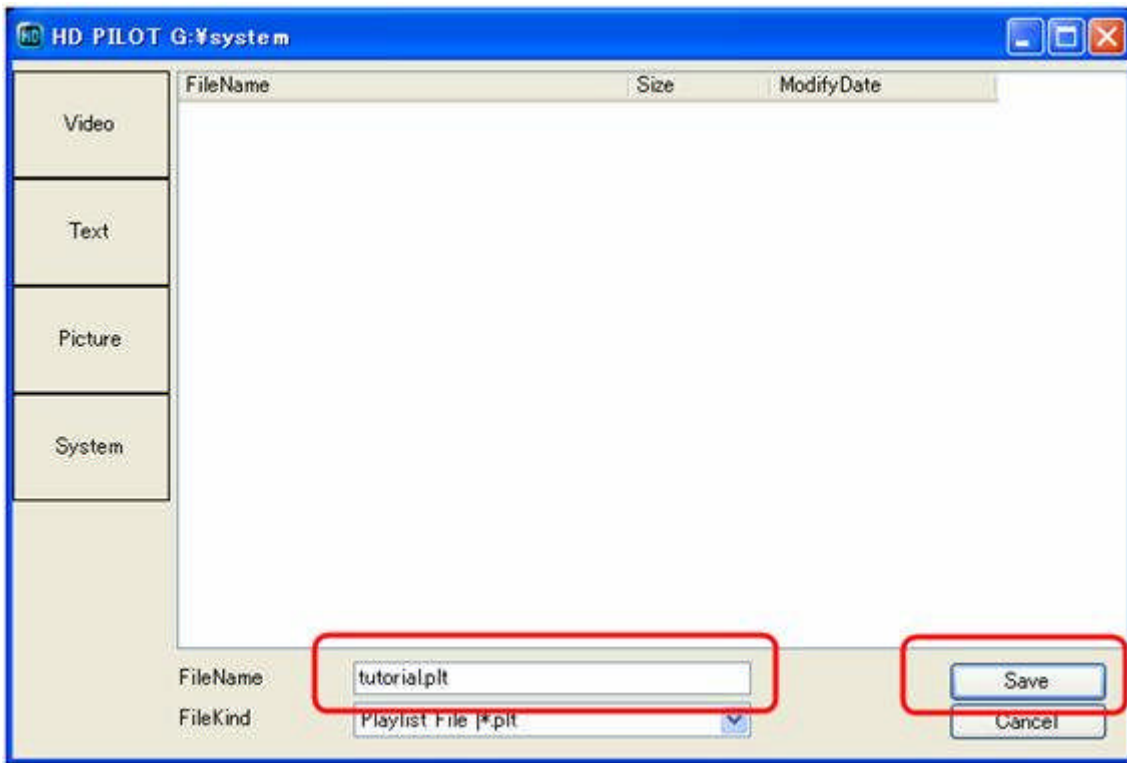 HD PILOT G:¥system
FileName Size ModifyDate
Video
Text
Picture
System
FileName tutorial.plt Save
FileKind Playlist File |*.plt Cancel